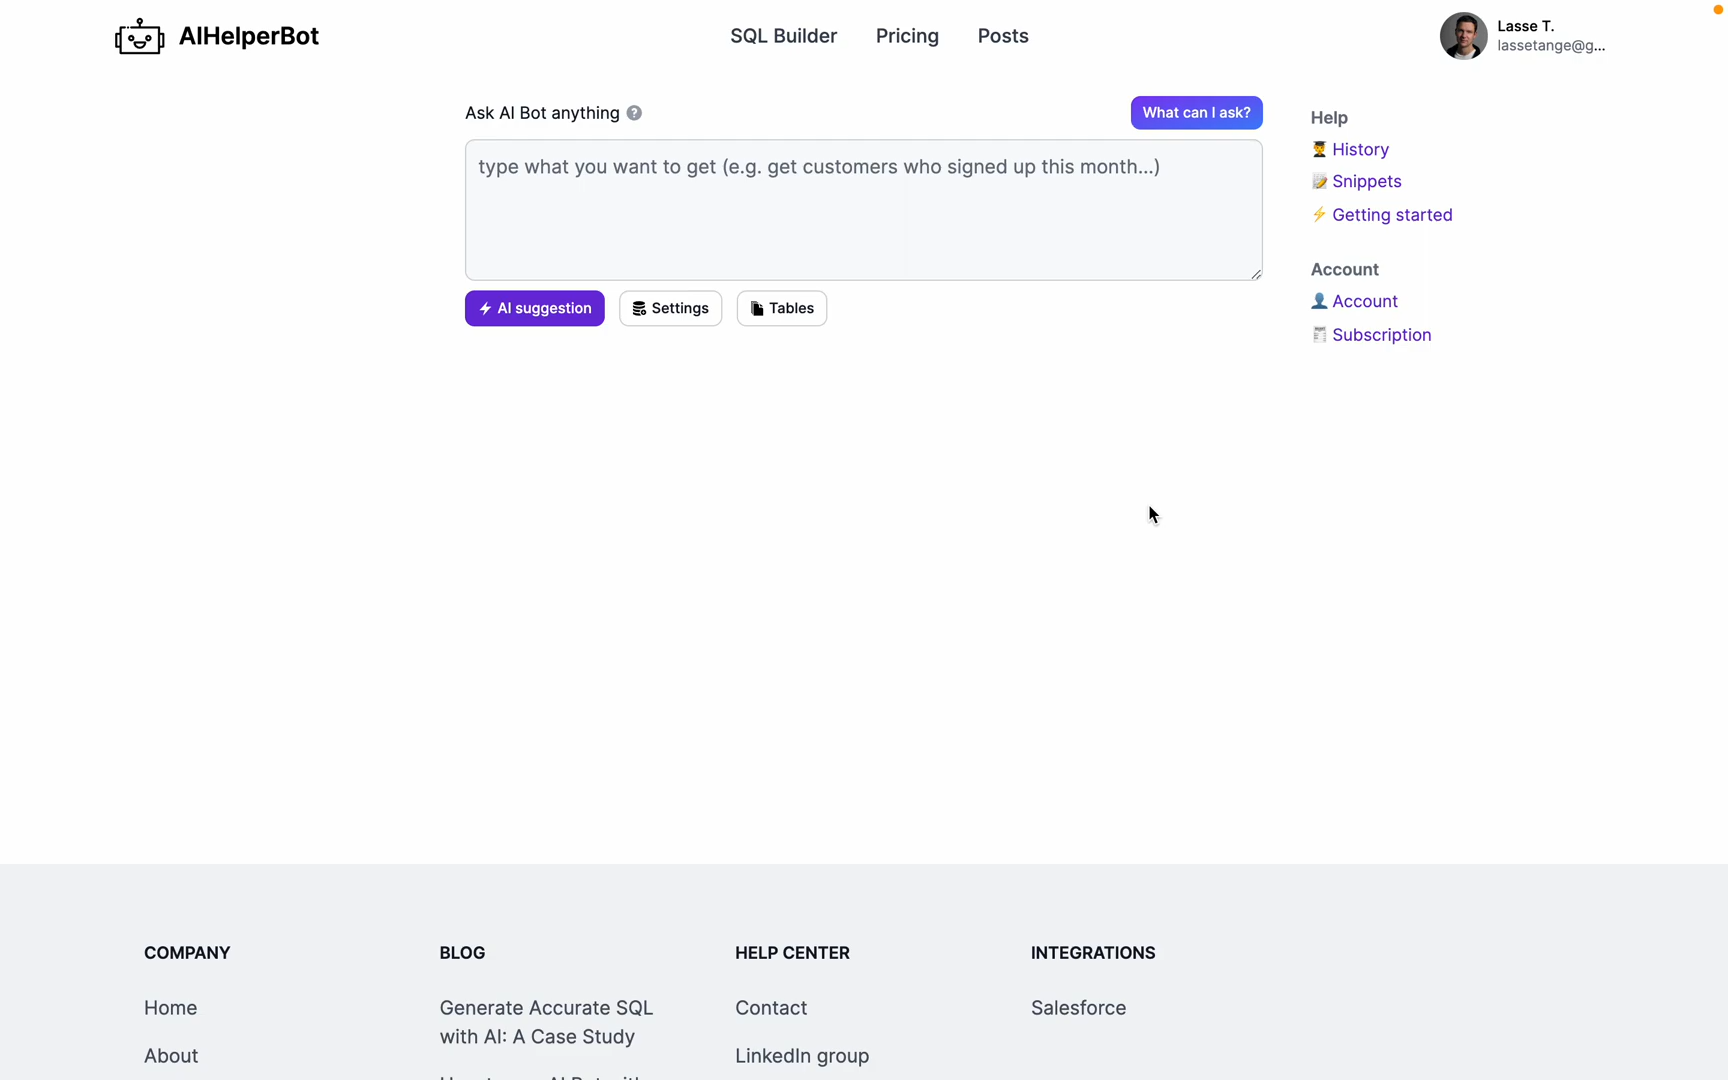 AIHelperBot
SQL Builder
Pricing
Posts
Lasse T.
lassetange@g...
Ask AI Bot anything ?
What can I ask?
type what you want to get (e.g. get customers who signed up this month...)
AI suggestion
Settings
Tables
Help
History
Snippets
Getting started
Account
Account
Subscription
COMPANY
Home
About
BLOG
Generate Accurate SQL
with AI: A Case Study
HELP CENTER
Contact
LinkedIn group
INTEGRATIONS
Salesforce